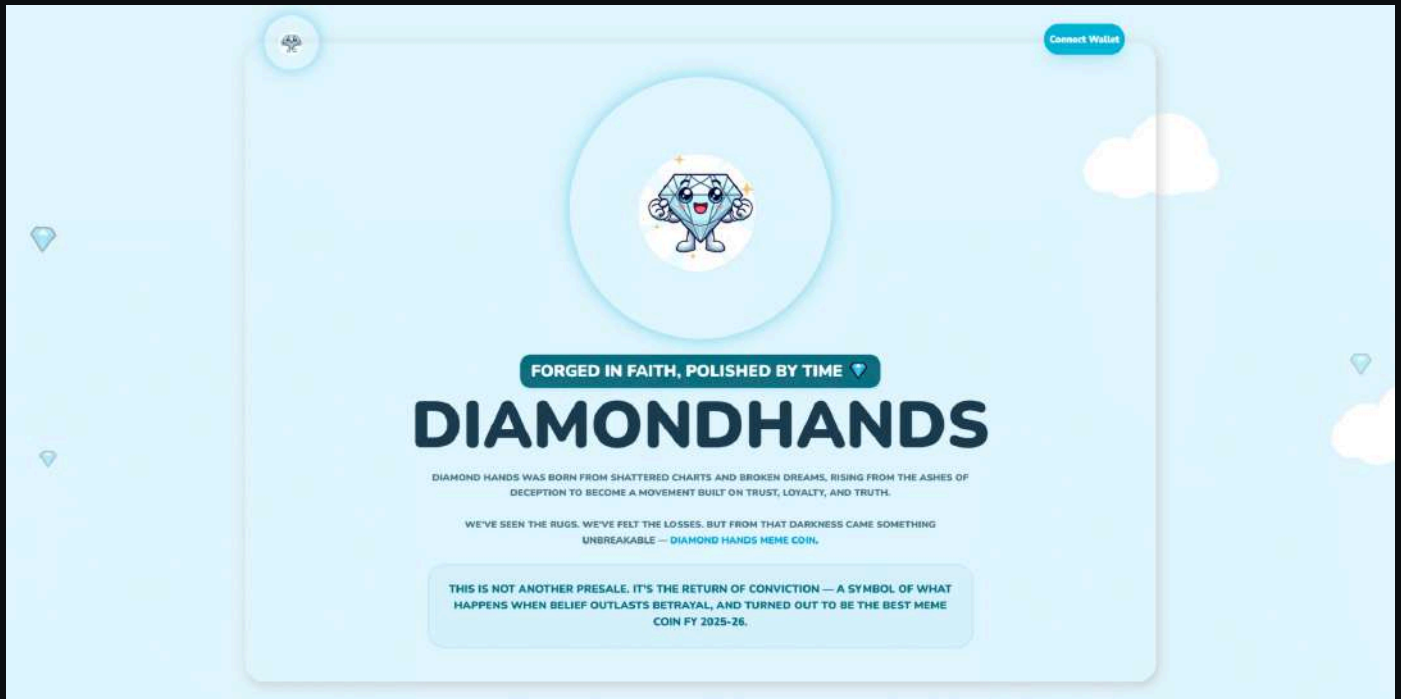 Connect Wallet
FORGED IN FAITH, POLISHED BY TIME 💎
DIAMONDHANDS
DIAMOND HANDS WAS BORN FROM SHATTERED CHARTS AND BROKEN DREAMS, RISING FROM THE ASHES OF
DECEPTION TO BECOME A MOVEMENT BUILT ON TRUST, LOYALTY, AND TRUTH.
WE'VE SEEN THE RUGS. WE'VE FELT THE LOSSES. BUT FROM THAT DARKNESS CAME SOMETHING
UNBREAKABLE — DIAMOND HANDS MEME COIN.
THIS IS NOT ANOTHER PRESALE. IT'S THE RETURN OF CONVICTION — A SYMBOL OF WHAT
HAPPENS WHEN BELIEF OUTLASTS BETRAYAL, AND TURNED OUT TO BE THE BEST MEME
COIN FY 2025-26.